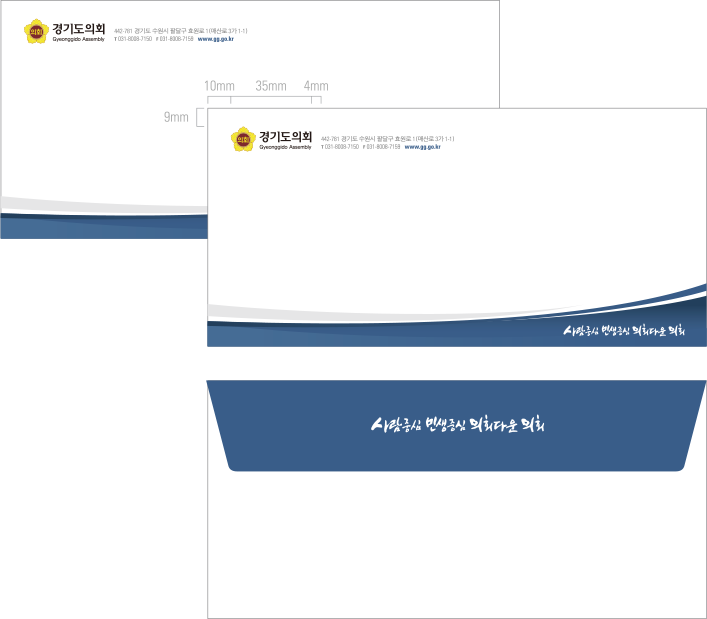 의회 경기도의회 442-781 경기도 수원시 팔달구 효원로 1(매산로 3가 1-1)
Gyeonggido Assembly T 031-8008-7150 F 031-8008-7159 www.gg.go.kr
10mm 35mm 4mm
9mm
의회 경기도의회 442-781 경기도 수원시 팔달구 효원로 1(매산로 3가 1-1)
Gyeonggido Assembly T 031-8008-7150 F 031-8008-7159 www.gg.go.kr
사람중심 민생중심 의회다운 의회
사람중심 민생중심 의회다운 의회